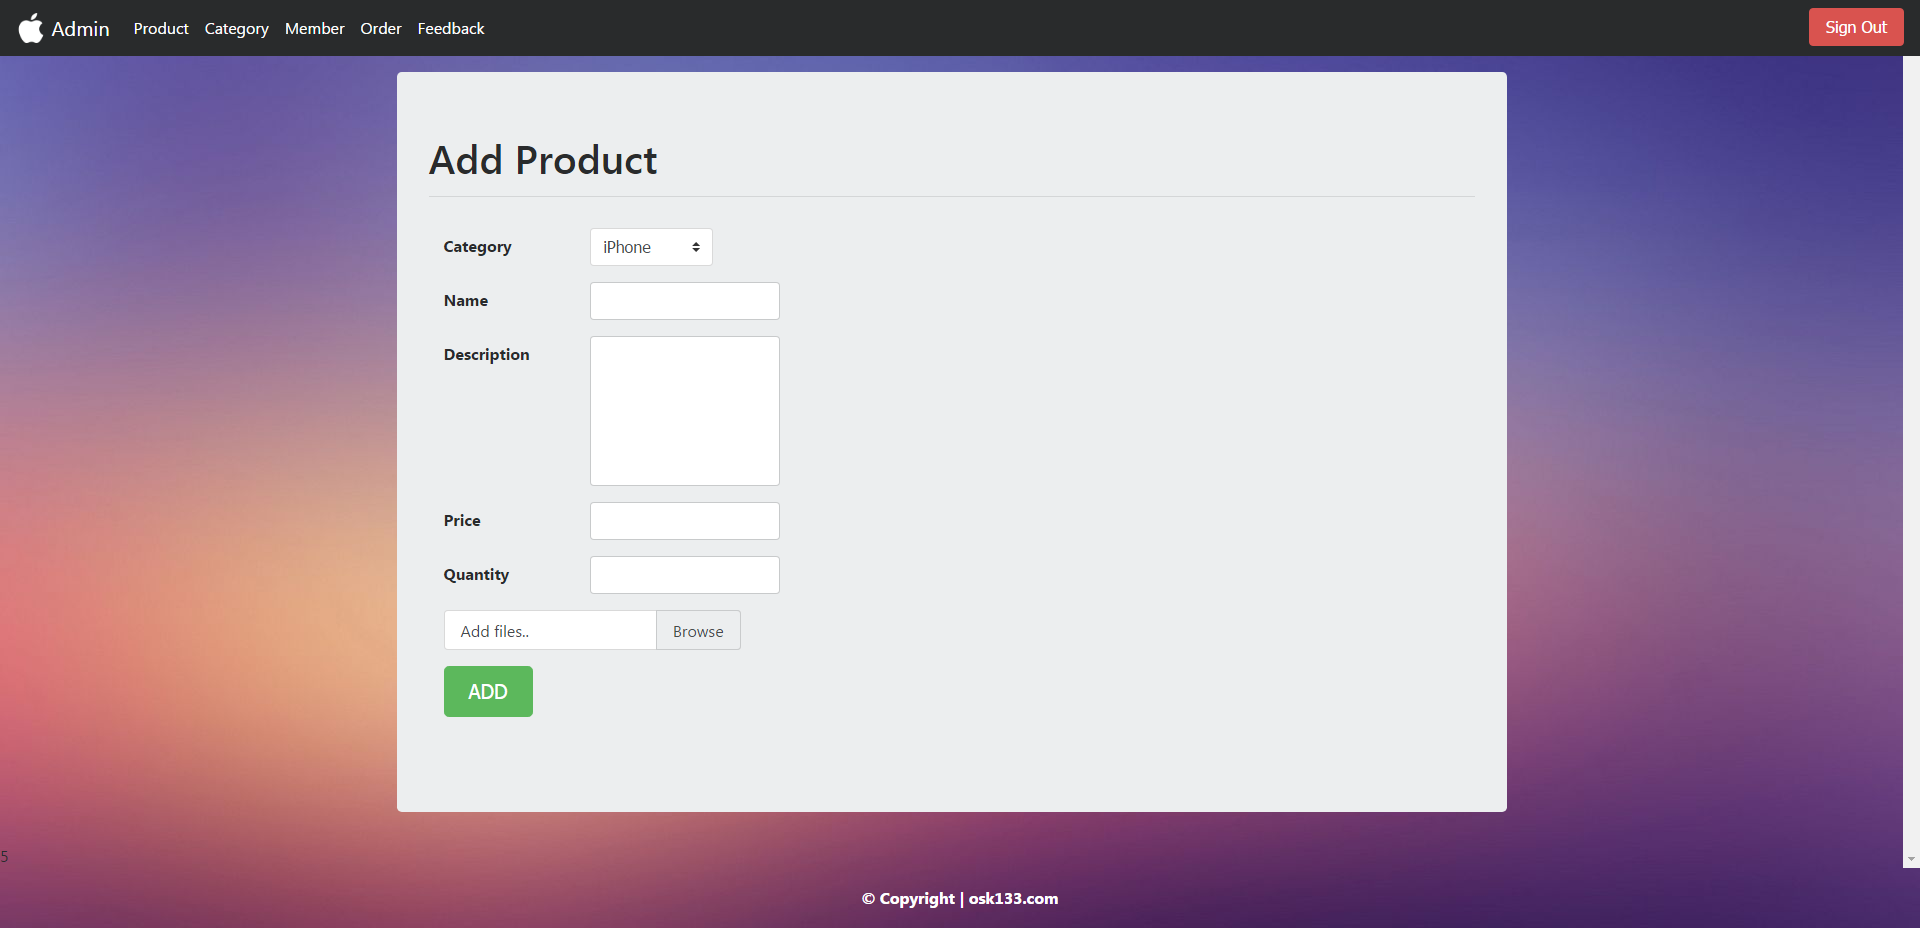 Admin Product Category Member Order Feedback Sign Out
Add Product
Category iPhone
Name
Description
Price
Quantity
Add files.. Browse
ADD
5
© Copyright | osk133.com